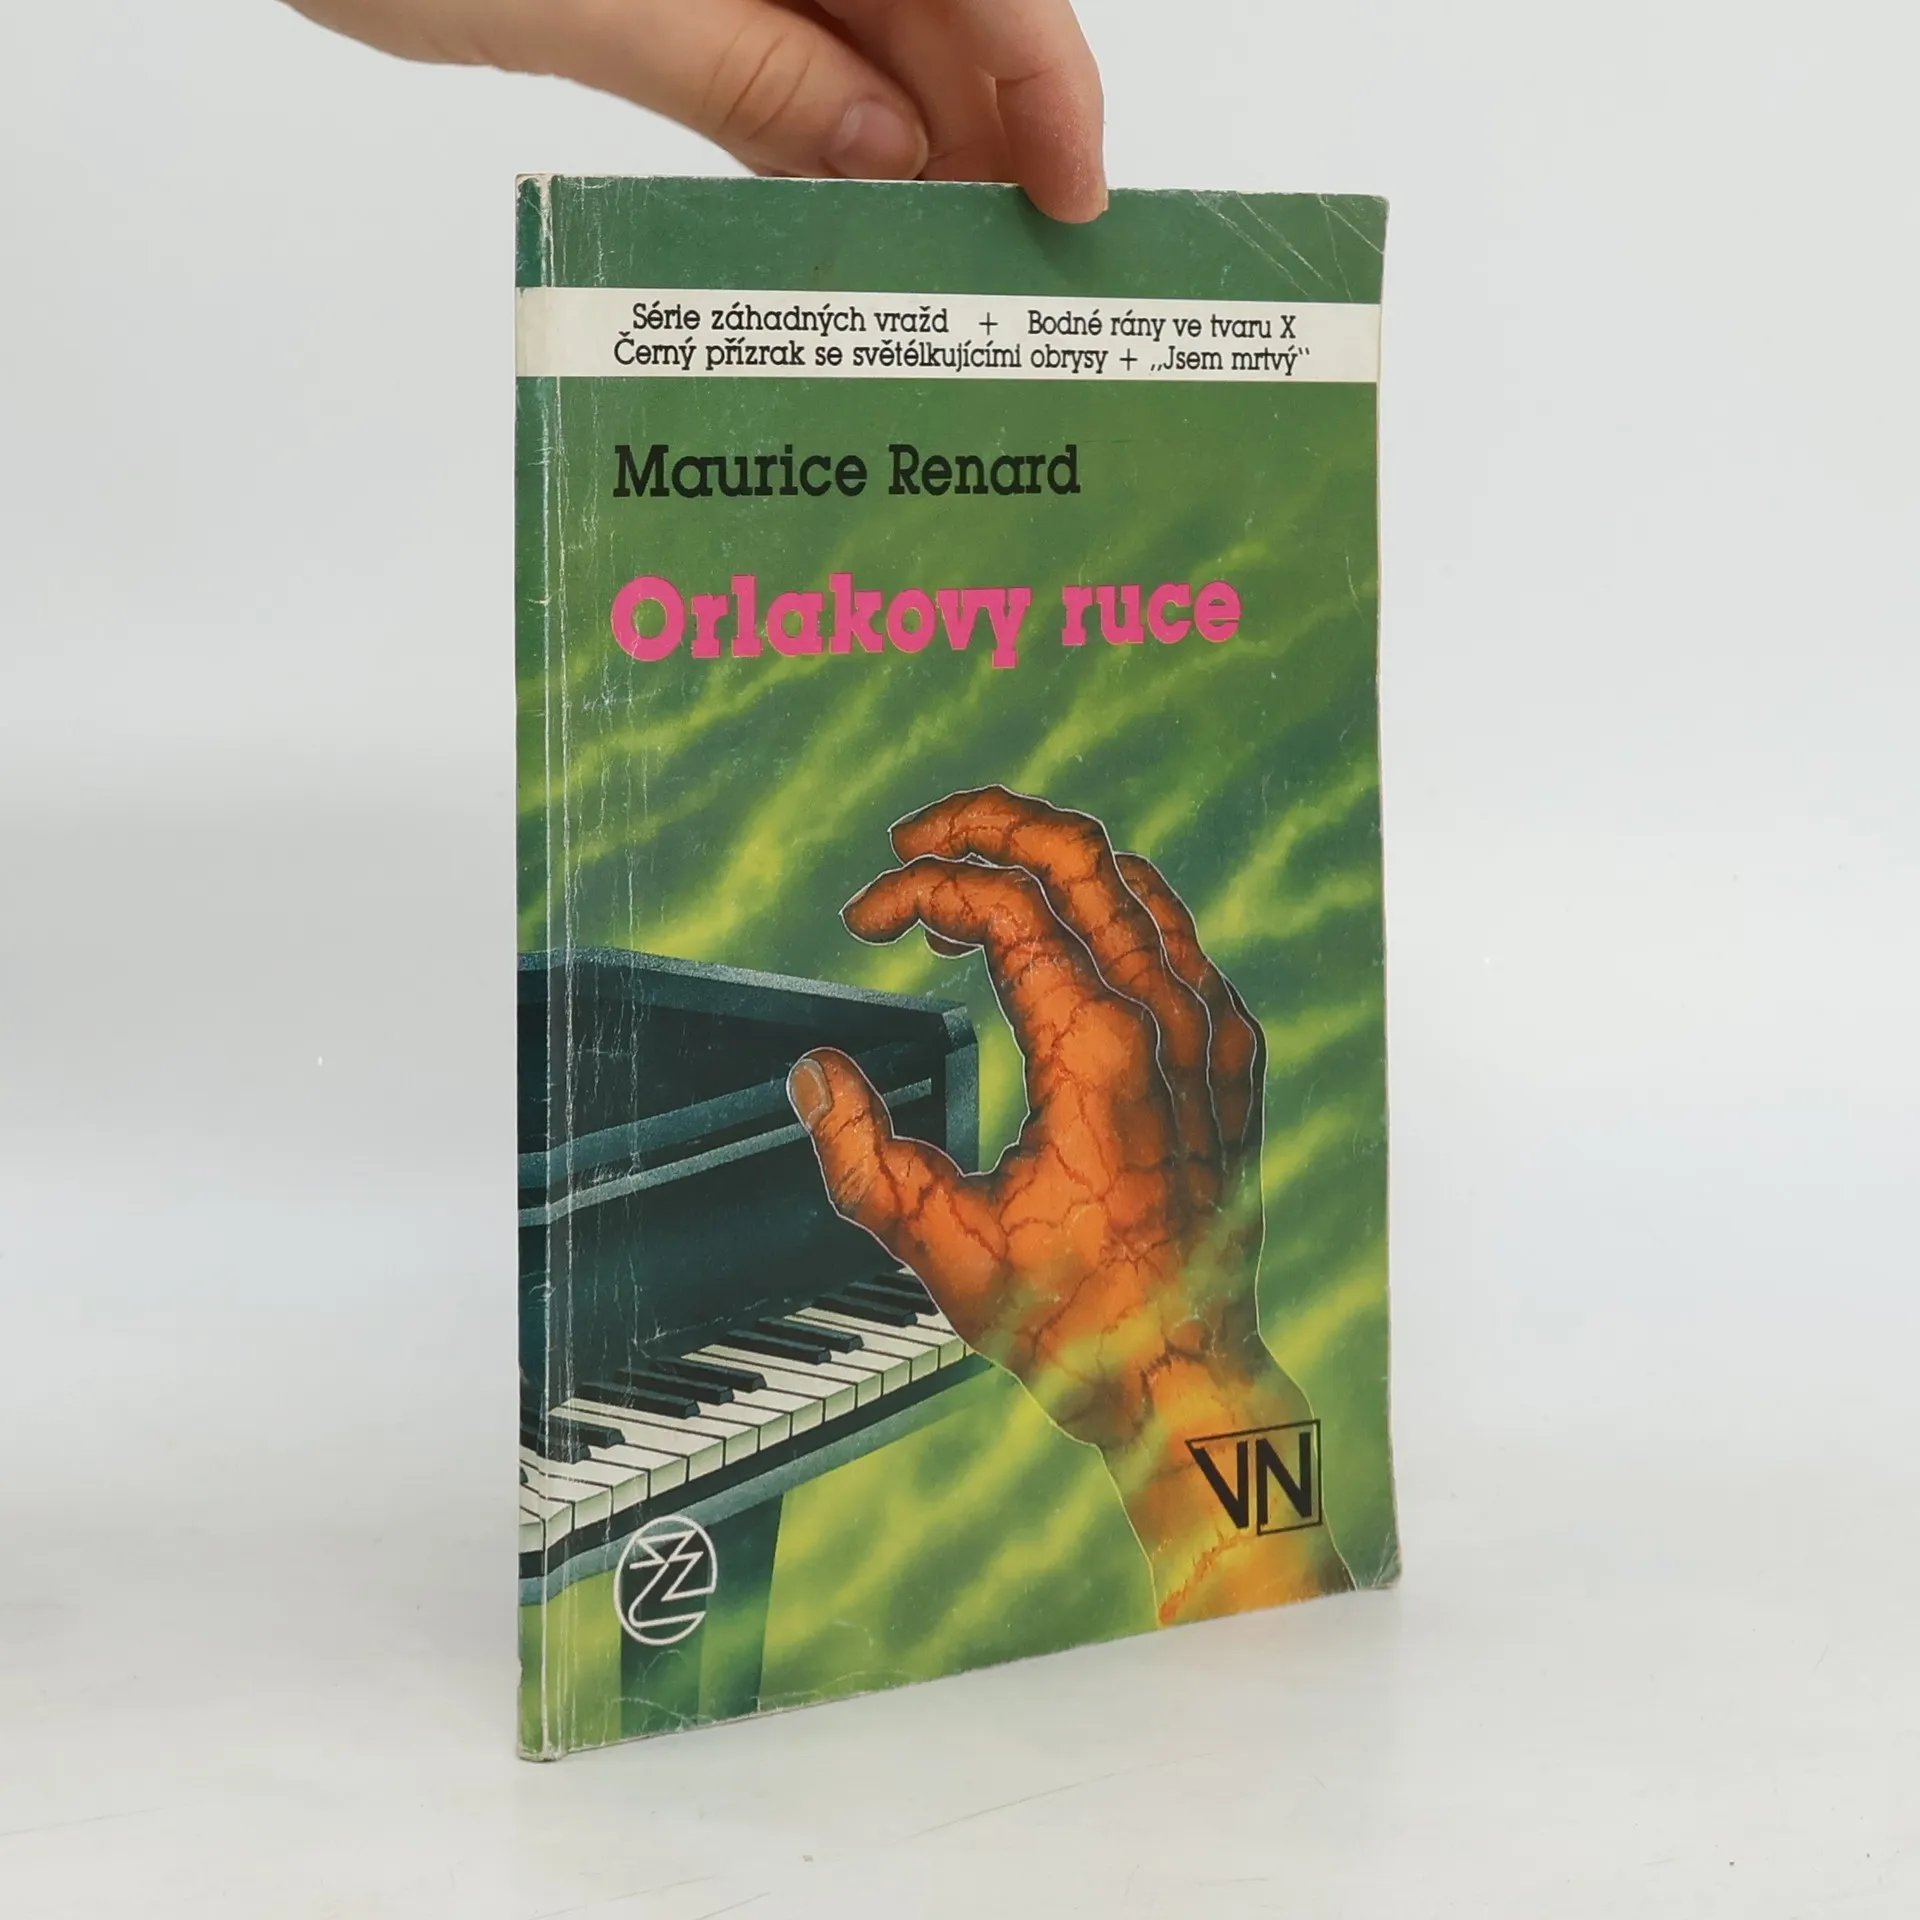 Série záhadných vražd + Bodné rány ve tvaru X
Černý přízrak se světélkujícími obrysy + „Jsem mrtvý"
Maurice Renard
Orlakovy ruce
VN